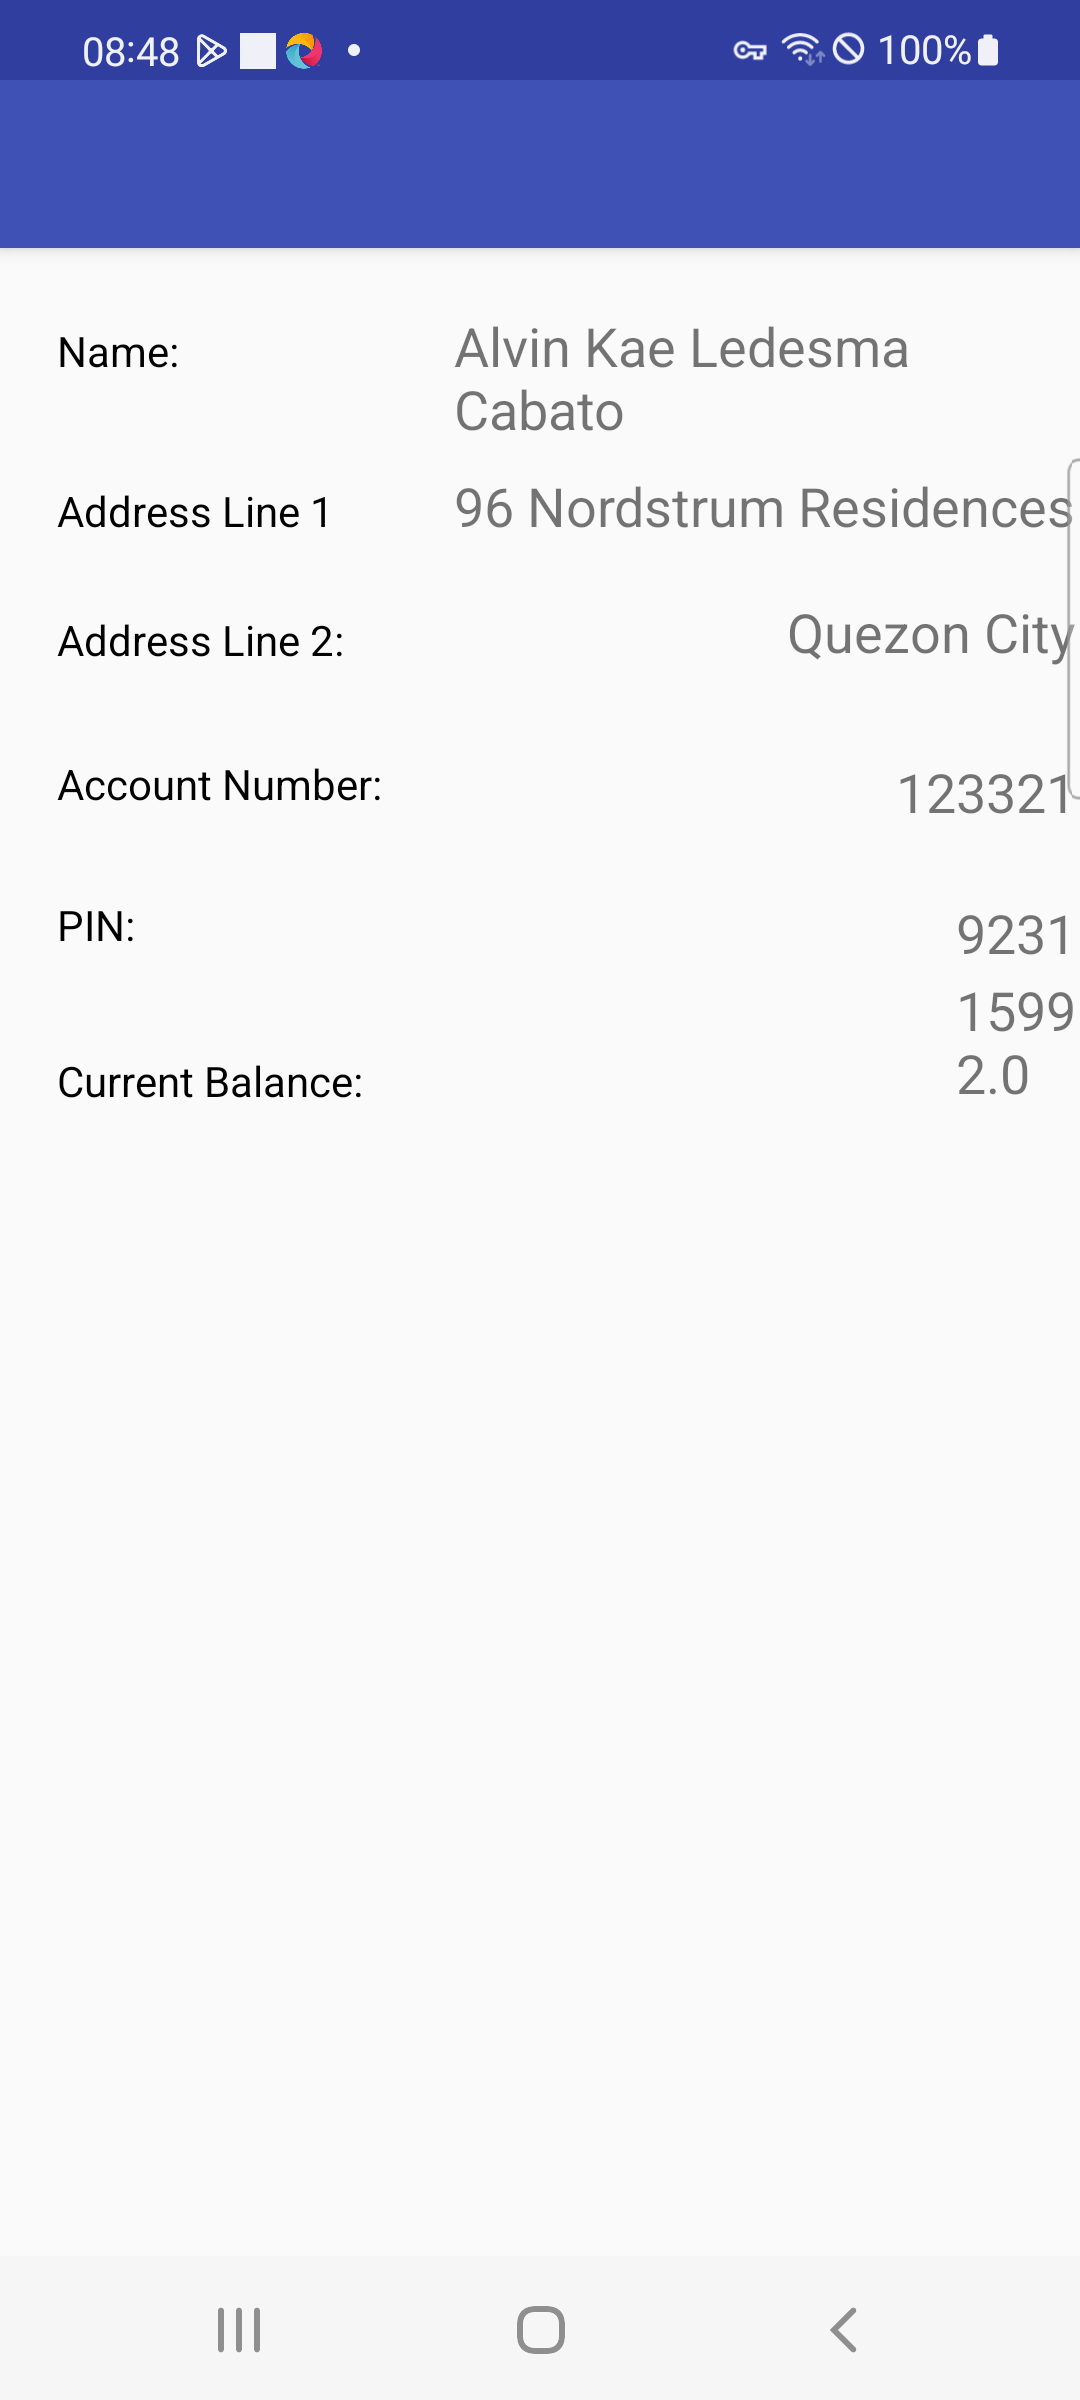 08:48 100%
Name: Alvin Kae Ledesma
Cabato
Address Line 1 96 Nordstrum Residences
Address Line 2: Quezon City
Account Number: 123321
PIN: 9231
1599
Current Balance: 2.0